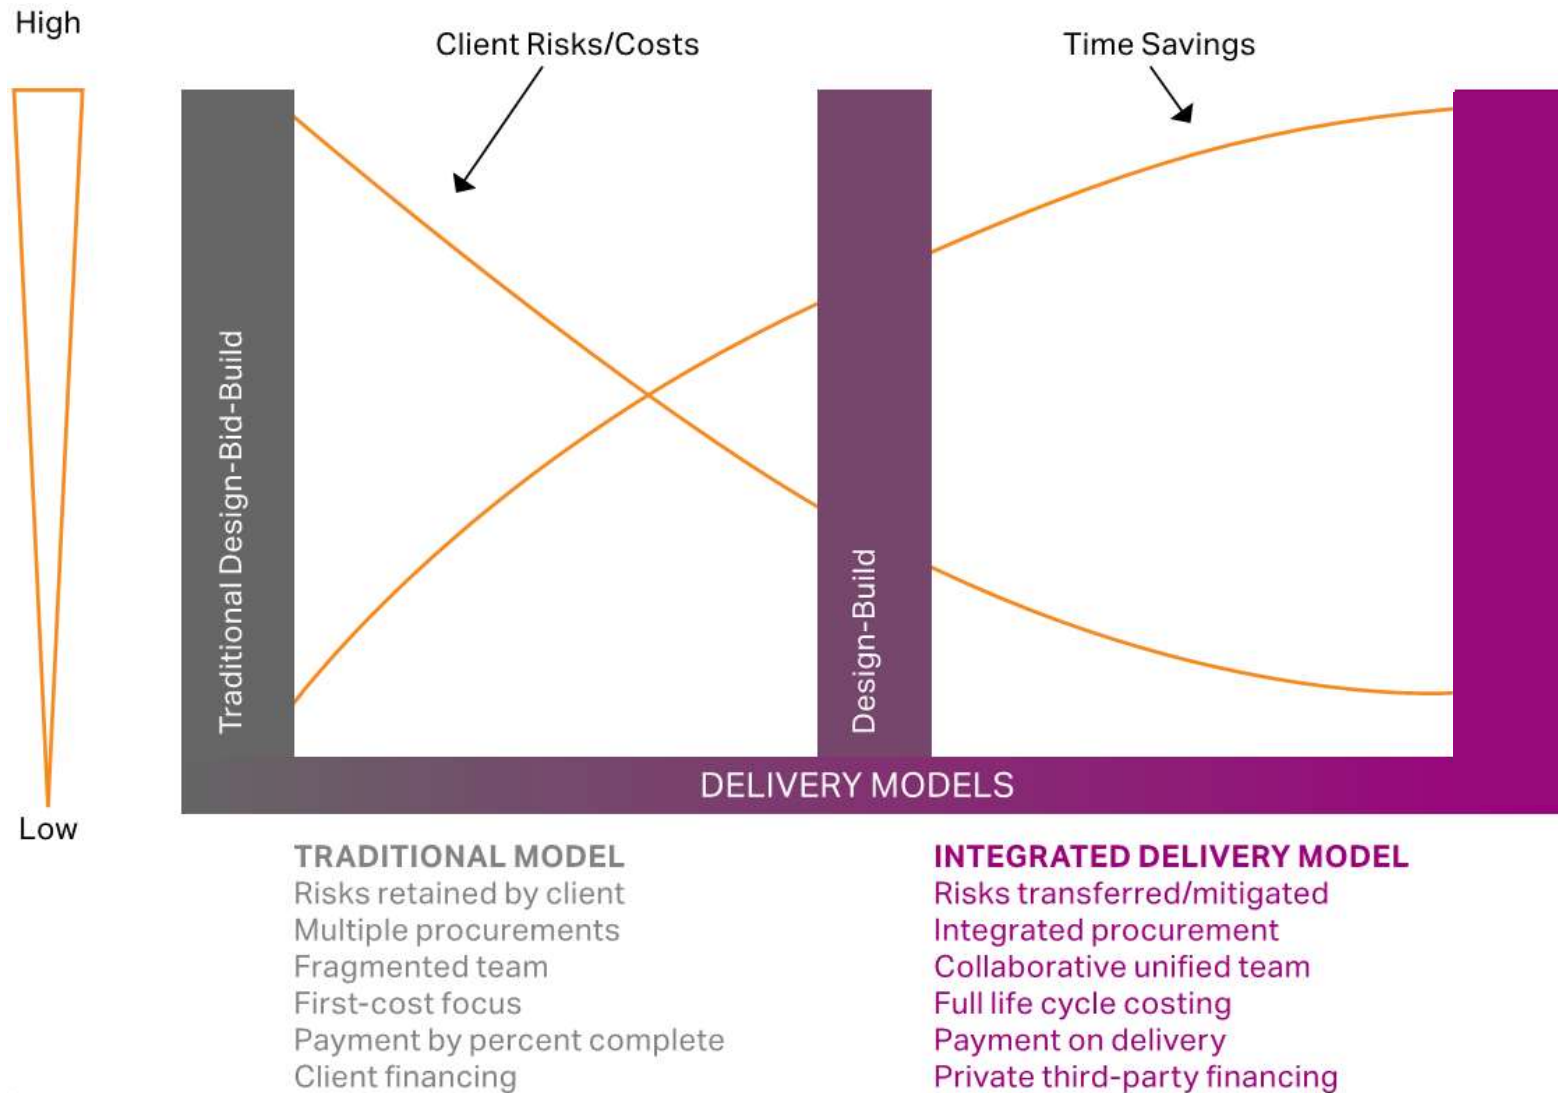 High
Client Risks/Costs
Time Savings
Traditional Design-Bid-Build
Design-Build
DELIVERY MODELS
Low
TRADITIONAL MODEL
Risks retained by client
Multiple procurements
Fragmented team
First-cost focus
Payment by percent complete
Client financing
INTEGRATED DELIVERY MODEL
Risks transferred/mitigated
Integrated procurement
Collaborative unified team
Full life cycle costing
Payment on delivery
Private third-party financing